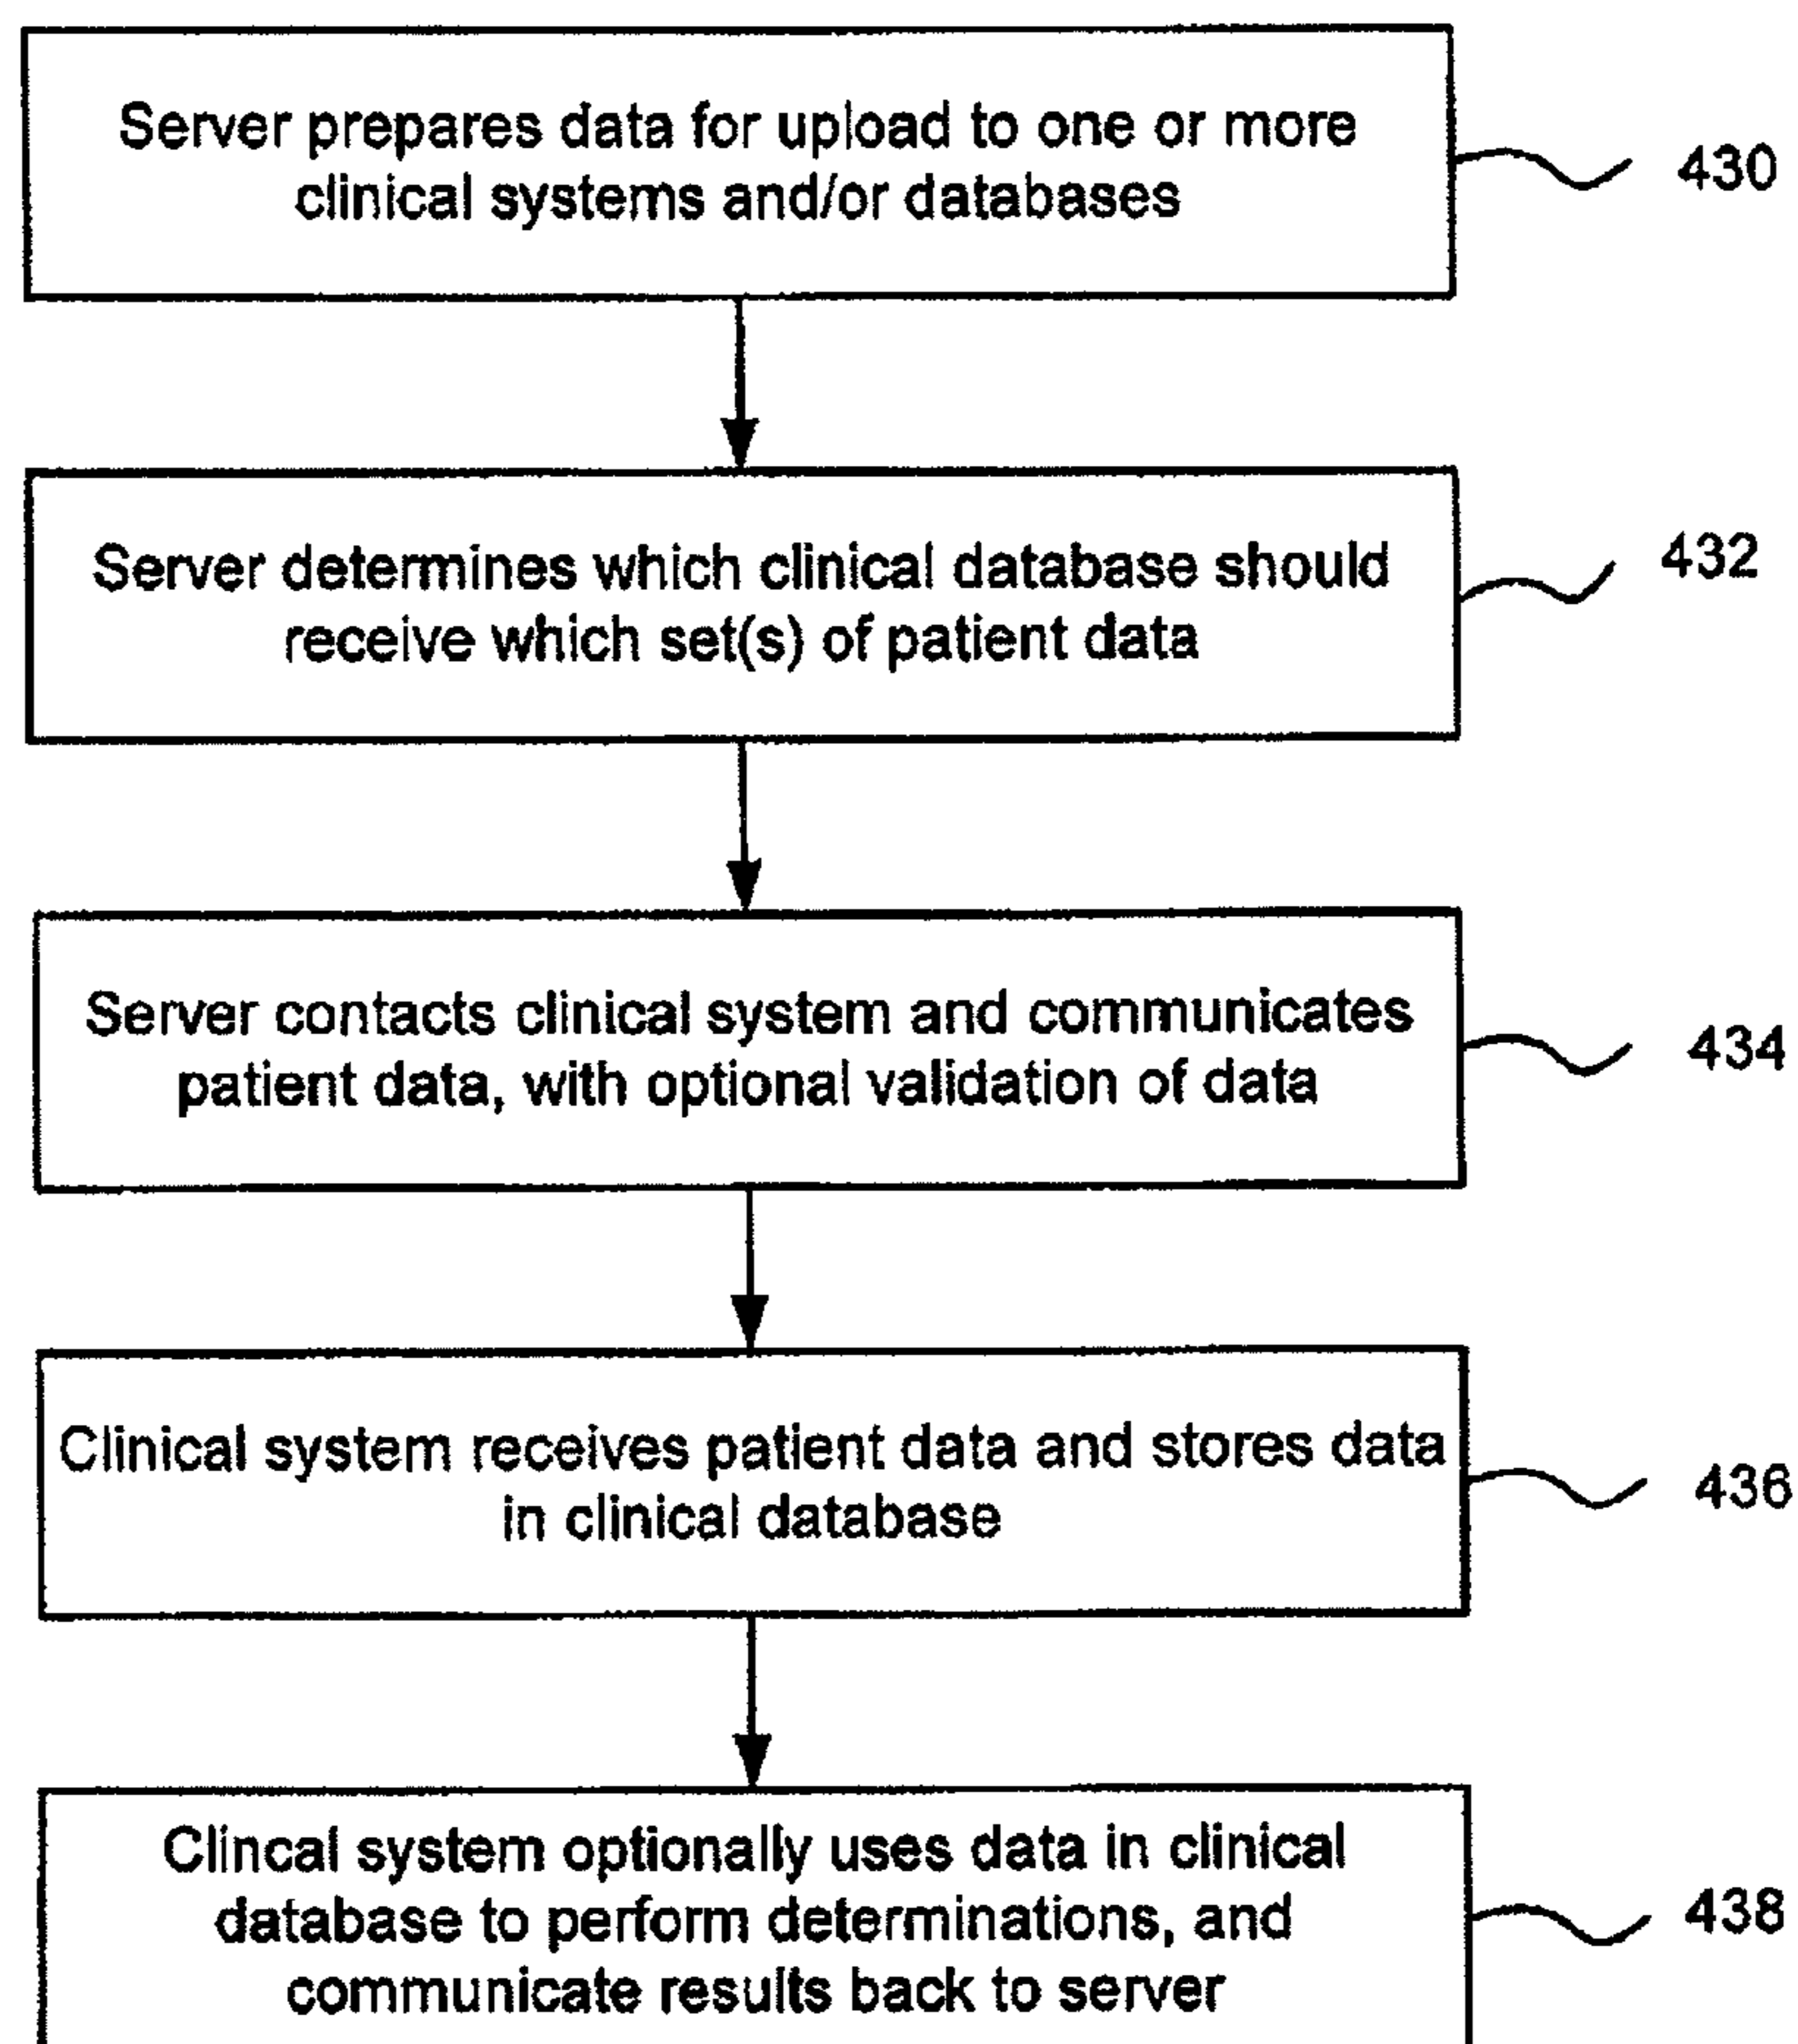 Server prepares data for upload to one or more
clinical systems and/or databases
430
Server determines which clinical database should
receive which set(s) of patient data
432
Server contacts clinical system and communicates
patient data, with optional validation of data
434
Clinical system receives patient data and stores data
in clinical database
436
Clincal system optionally uses data in clinical
database to perform determinations, and
communicate results back to server
438